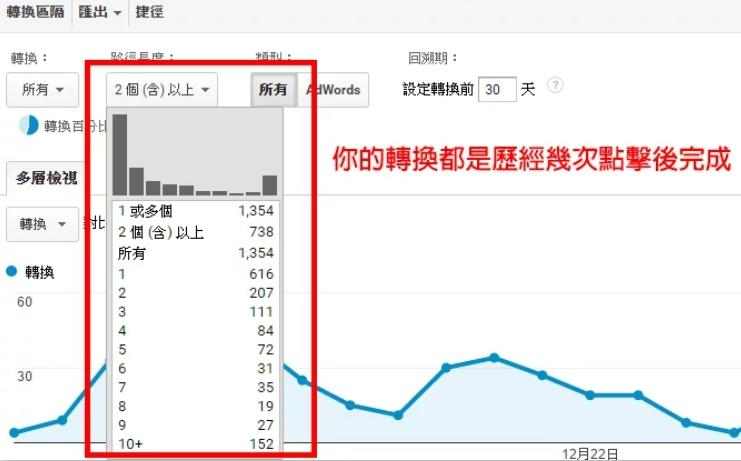 轉換區隔 匯出 捷徑
轉換： 路徑長度： 類型： 回溯期：
所有 2 個 (含) 以上 所有 AdWords 設定轉換前 30 天 ?
轉換百分比
你的轉換都是歷經幾次點擊後完成
多層檢視
轉換 對比
轉換
1 或多個 1,354
2 個 (含) 以上 738
所有 1,354
1 616
2 207
3 111
4 84
5 72
6 31
7 35
8 19
9 27
10+ 152
60
30
12月22日